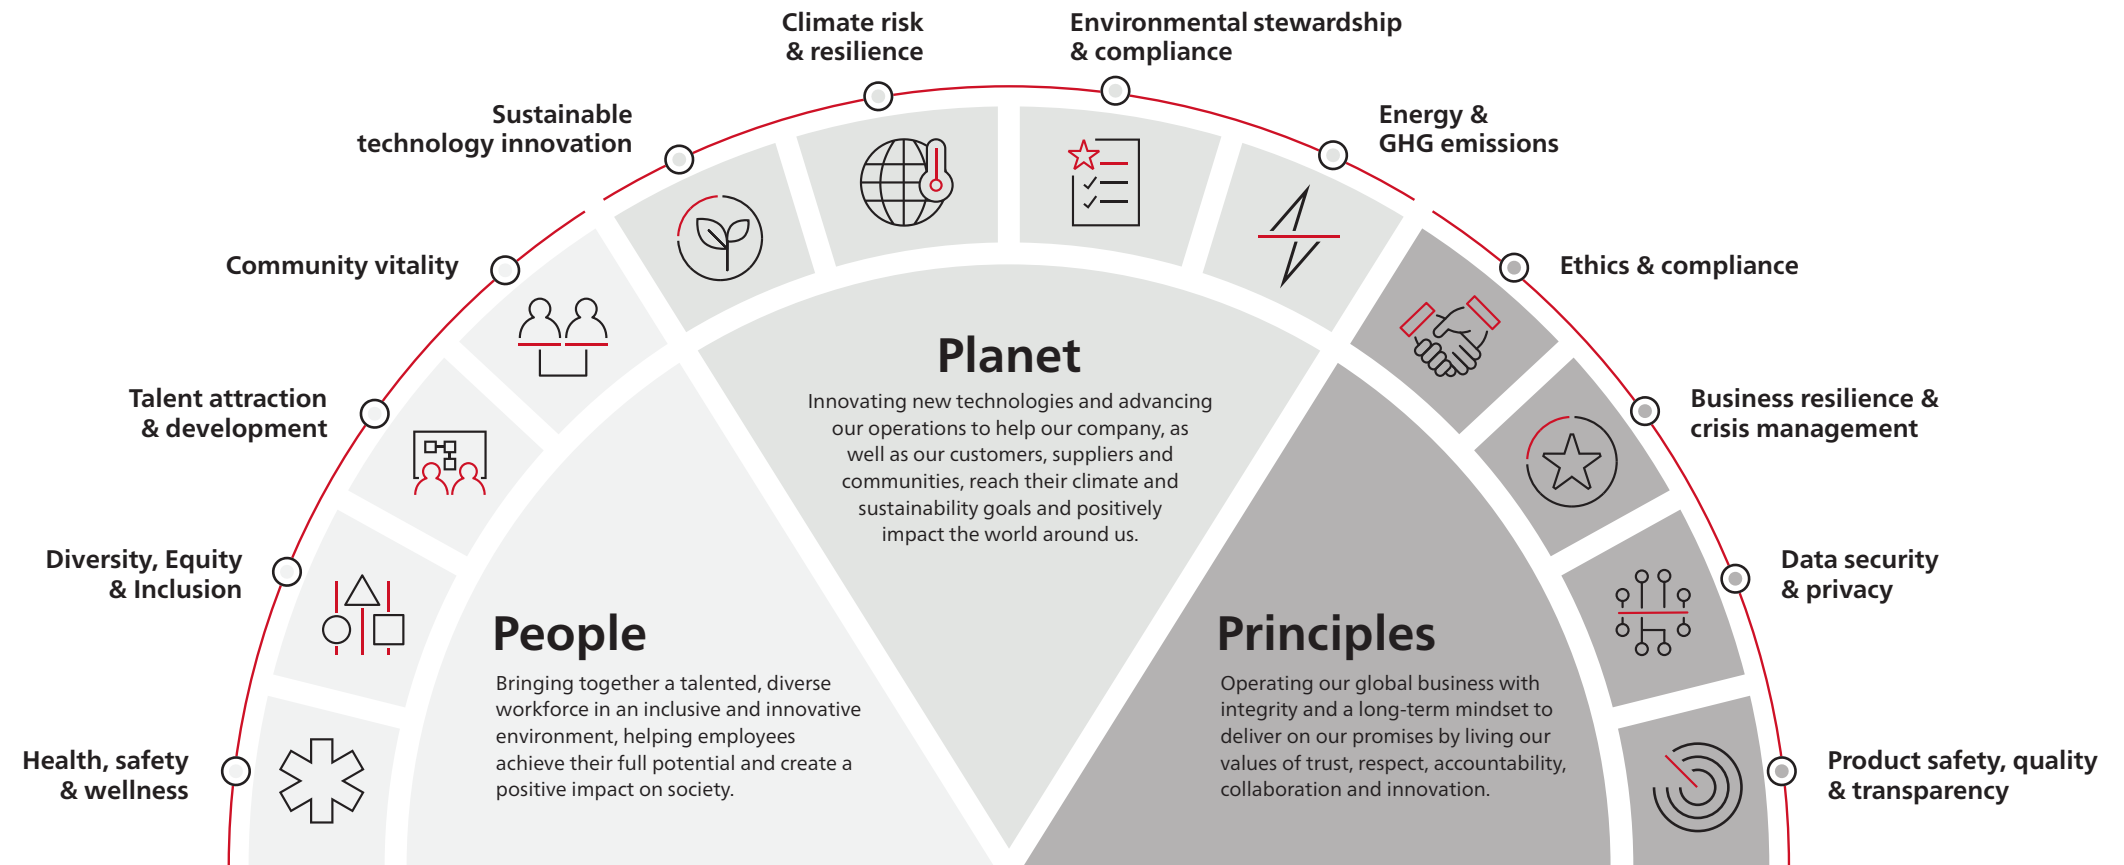 Climate risk
& resilience
Environmental stewardship
& compliance
Sustainable
technology innovation
Energy &
GHG emissions
Community vitality
Ethics & compliance
Talent attraction
& development
Business resilience &
crisis management
Diversity, Equity
& Inclusion
Data security
& privacy
Health, safety
& wellness
Product safety, quality
& transparency
Planet
Innovating new technologies and advancing
our operations to help our company, as
well as our customers, suppliers and
communities, reach their climate and
sustainability goals and positively
impact the world around us.
People
Bringing together a talented, diverse
workforce in an inclusive and innovative
environment, helping employees
achieve their full potential and create a
positive impact on society.
Principles
Operating our global business with
integrity and a long-term mindset to
deliver on our promises by living our
values of trust, respect, accountability,
collaboration and innovation.